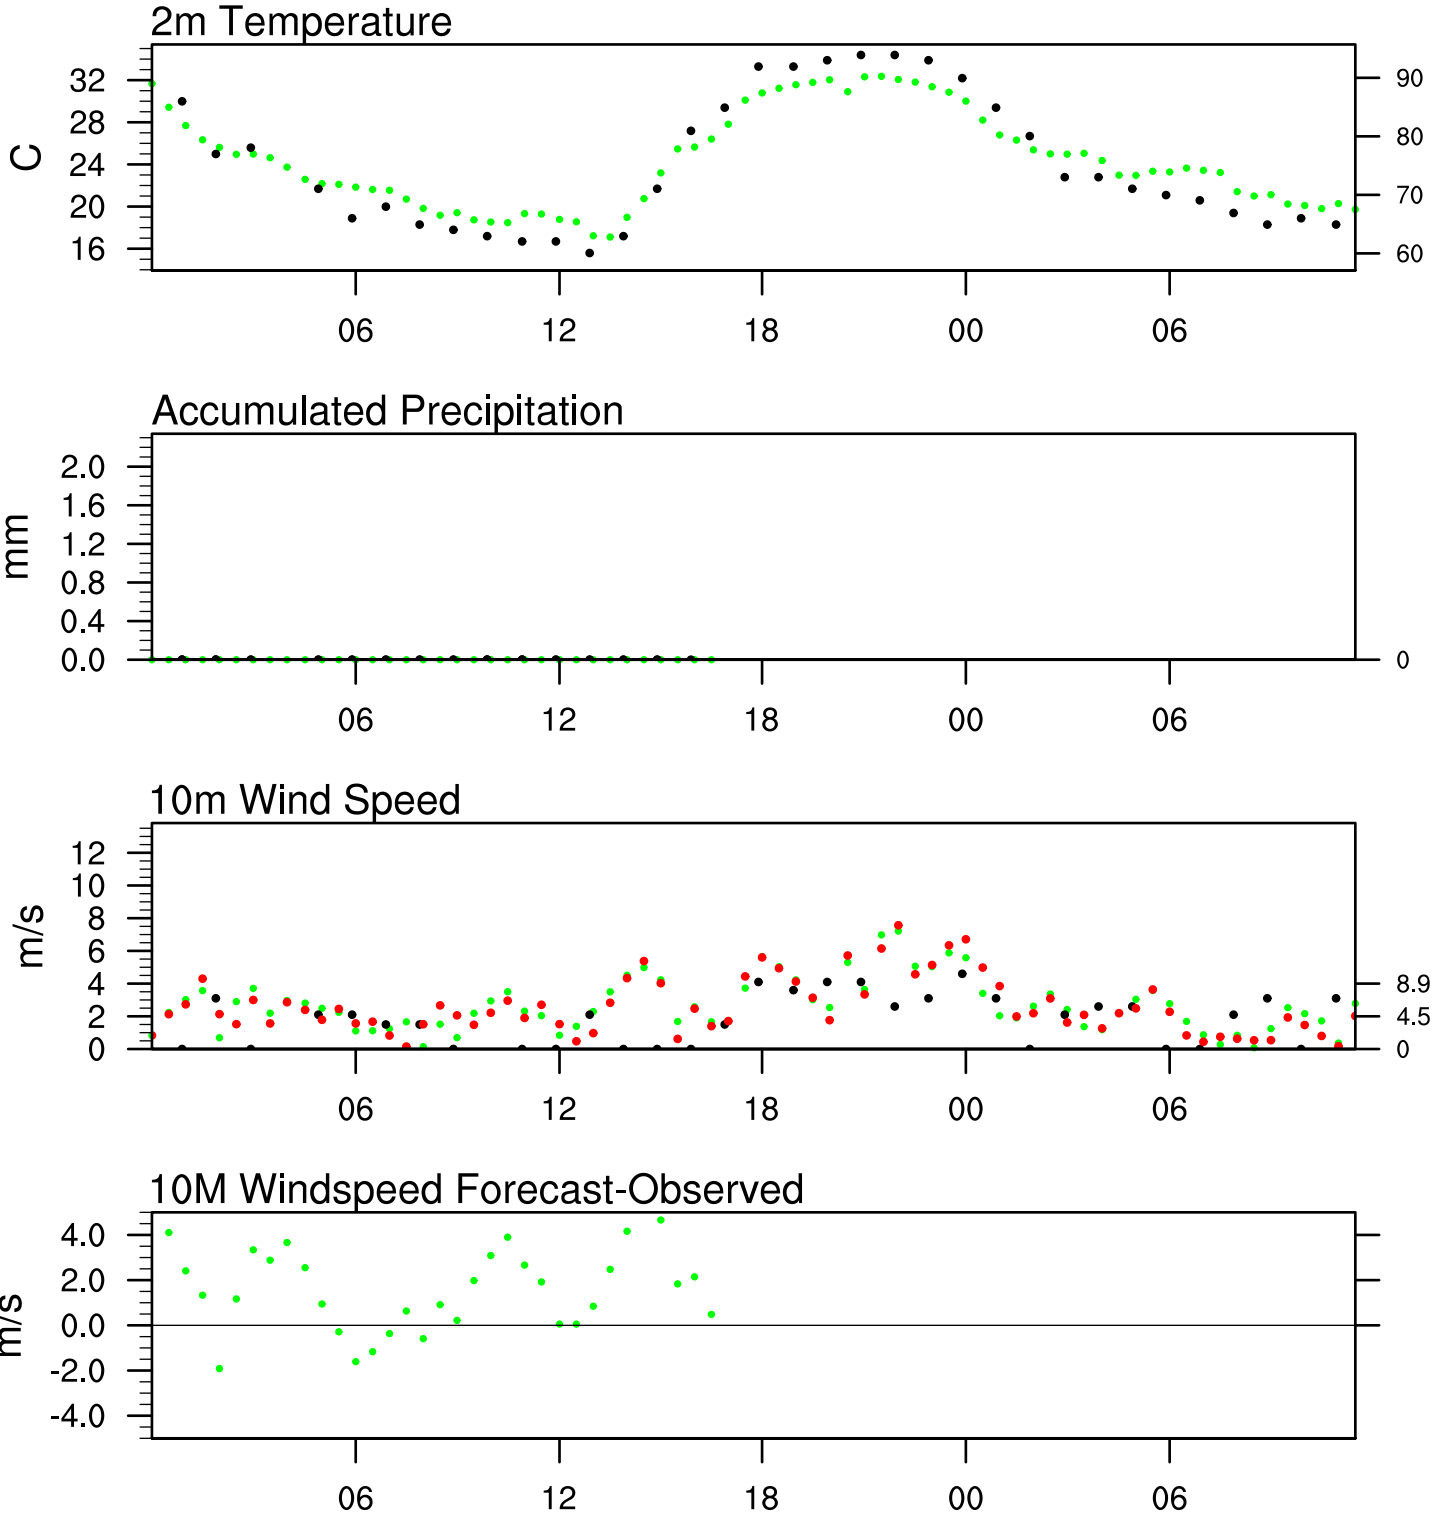 2m Temperature
32
28
24
20
16
C
90
80
70
60
06 12 18 00 06
Accumulated Precipitation
2.0
1.6
1.2
0.8
0.4
0.0
mm
0
06 12 18 00 06
10m Wind Speed
12
10
8
6
4
2
0
m/s
8.9
4.5
0
06 12 18 00 06
10M Windspeed Forecast-Observed
4.0
2.0
0.0
-2.0
-4.0
m/s
06 12 18 00 06